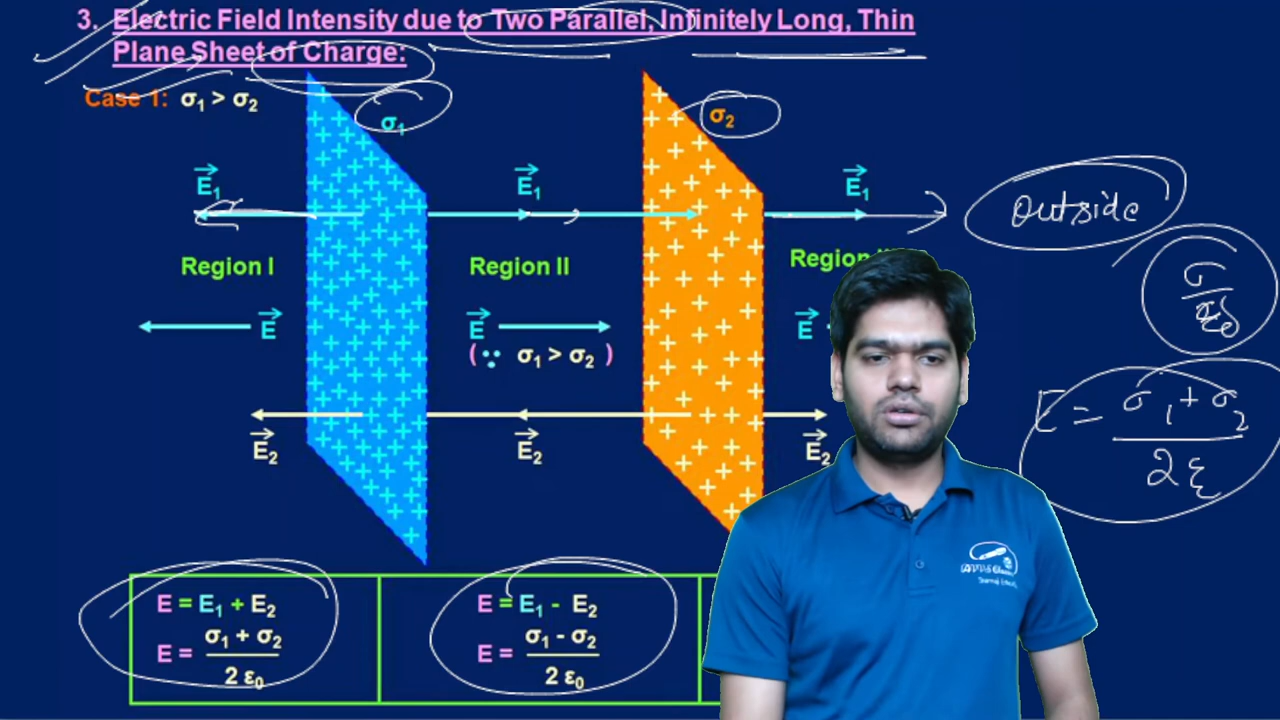 3. Electric Field Intensity due to Two Parallel, Infinitely Long, Thin
Plane Sheet of Charge:
Case 1: σ₁ > σ₂
σ₁
σ₂
E₁
E₁
E₁
Outside
Region I
Region II
Region
E
E
E
( ∵ σ₁ > σ₂ )
E = σ₁ + σ₂ / 2 ε
E₂
E₂
E₂
E = E₁ + E₂
E = σ₁ + σ₂ / 2 ε₀
E = E₁ - E₂
E = σ₁ - σ₂ / 2 ε₀